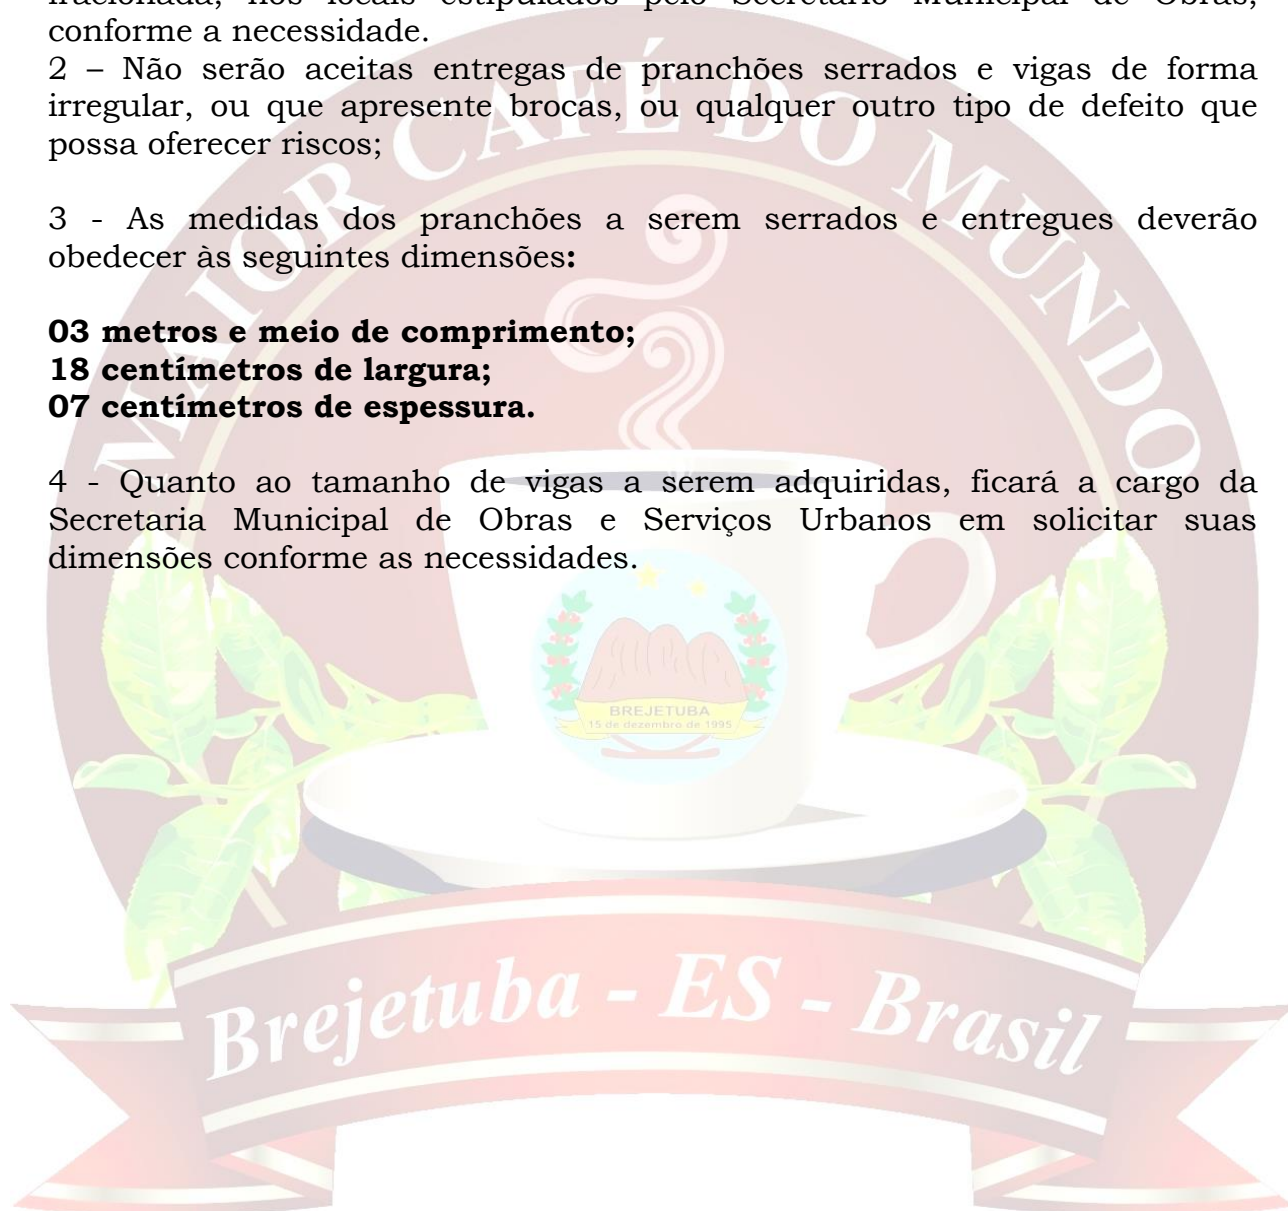 fracionada, nos locais estipulados pelo Secretário Municipal de Obras,
conforme a necessidade.
2 – Não serão aceitas entregas de pranchões serrados e vigas de forma
irregular, ou que apresente brocas, ou qualquer outro tipo de defeito que
possa oferecer riscos;
3 - As medidas dos pranchões a serem serrados e entregues deverão
obedecer às seguintes dimensões:
03 metros e meio de comprimento;
18 centímetros de largura;
07 centímetros de espessura.
4 - Quanto ao tamanho de vigas a serem adquiridas, ficará a cargo da
Secretaria Municipal de Obras e Serviços Urbanos em solicitar suas
dimensões conforme as necessidades.
MAIOR CAFÉ DO MUNDO
BREJETUBA
15 de dezembro de 1995
Brejetuba - ES - Brasil